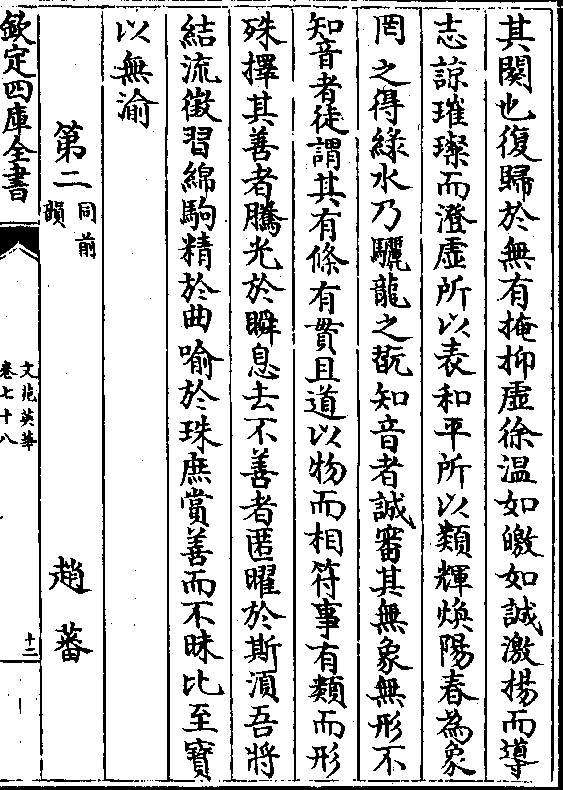 其闋也復歸於無有掩抑虛徐温如皦如誠激揚而導
志諒璀璨而澄虛所以表和平所以類輝煥陽春為象
罔之得緑水乃驪龍之翫知音者誠審其無象無形不
知音者徒謂其有條有貫且道以物而相符事有類而形
殊擇其善者騰光於瞬息去不善者匿曜於斯湏吾將
結流徵習綿駒精於曲喻於珠庶賞善而不昧比至寶
以無渝
第二同前韻 趙蕃
欽定四庫全書
文苑英華
卷七十八
十二